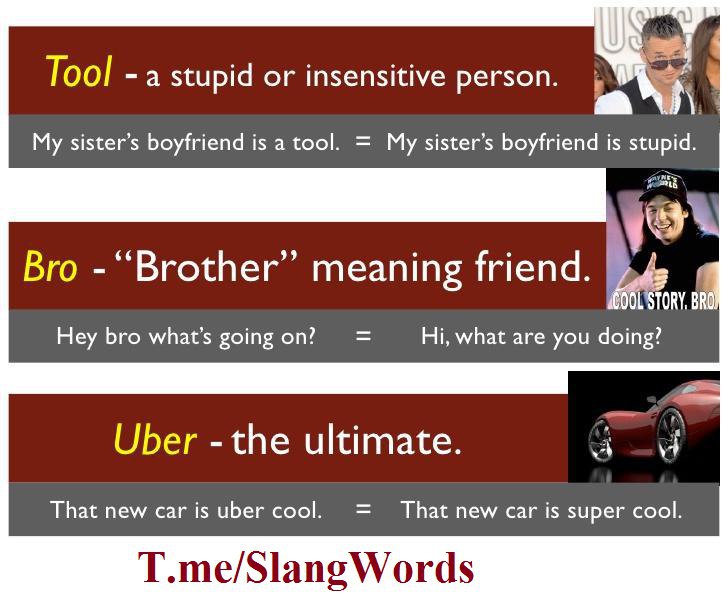 Tool - a stupid or insensitive person.
My sister's boyfriend is a tool. = My sister's boyfriend is stupid.
WAYNE'S
WORLD
Bro - “Brother” meaning friend.
COOL STORY, BRO
Hey bro what's going on? = Hi, what are you doing?
Uber - the ultimate.
That new car is uber cool. = That new car is super cool.
T.me/SlangWords